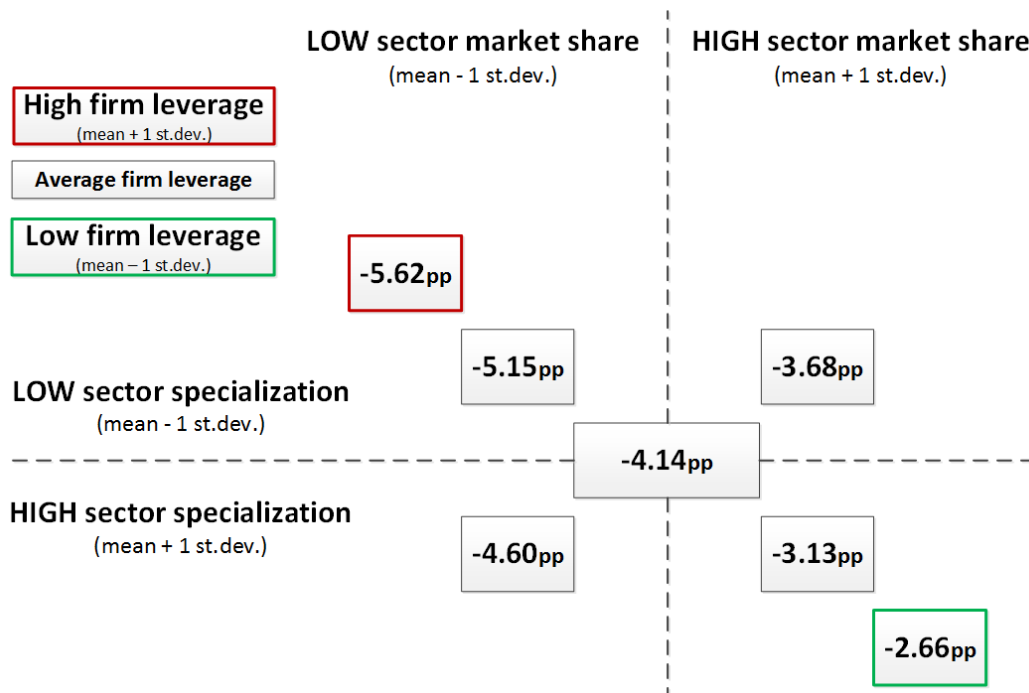 LOW sector market share
(mean - 1 st.dev.)
HIGH sector market share
(mean + 1 st.dev.)
High firm leverage
(mean + 1 st.dev.)
Average firm leverage
Low firm leverage
(mean – 1 st.dev.)
-5.62pp
-5.15pp
-3.68pp
LOW sector specialization
(mean - 1 st.dev.)
-4.14pp
HIGH sector specialization
(mean + 1 st.dev.)
-4.60pp
-3.13pp
-2.66pp